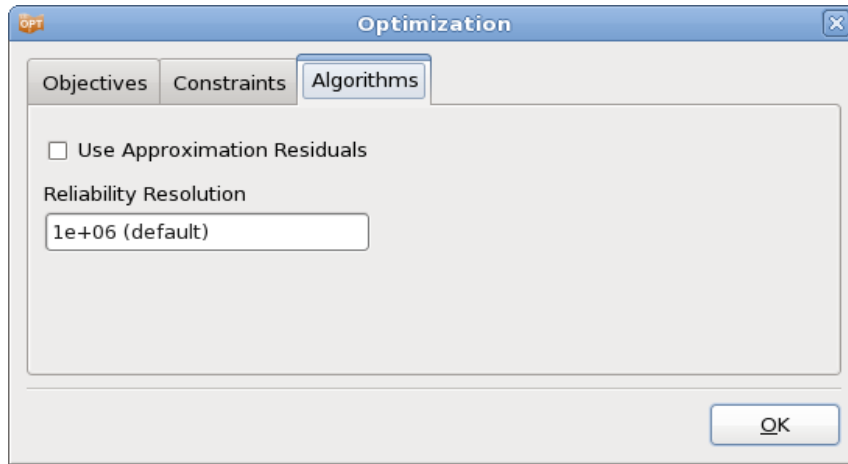 OPT
Optimization
Objectives Constraints Algorithms
Use Approximation Residuals
Reliability Resolution
1e+06 (default)
OK